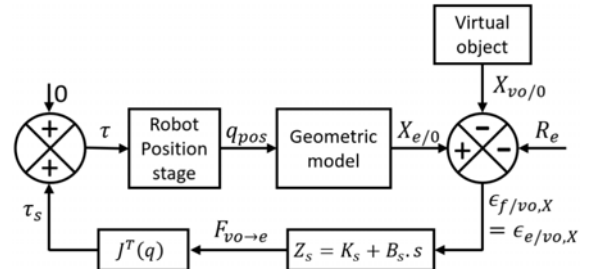 Virtual
object
X_{vo/0}
0
+
+
τ
Robot
Position
stage
q_{pos}
Geometric
model
X_{e/0}
-
+
-
R_e
τ_s
J^T(q)
F_{vo→e}
Z_s = K_s + B_s.s
ϵ_{f/vo,X}
= ϵ_{e/vo,X}